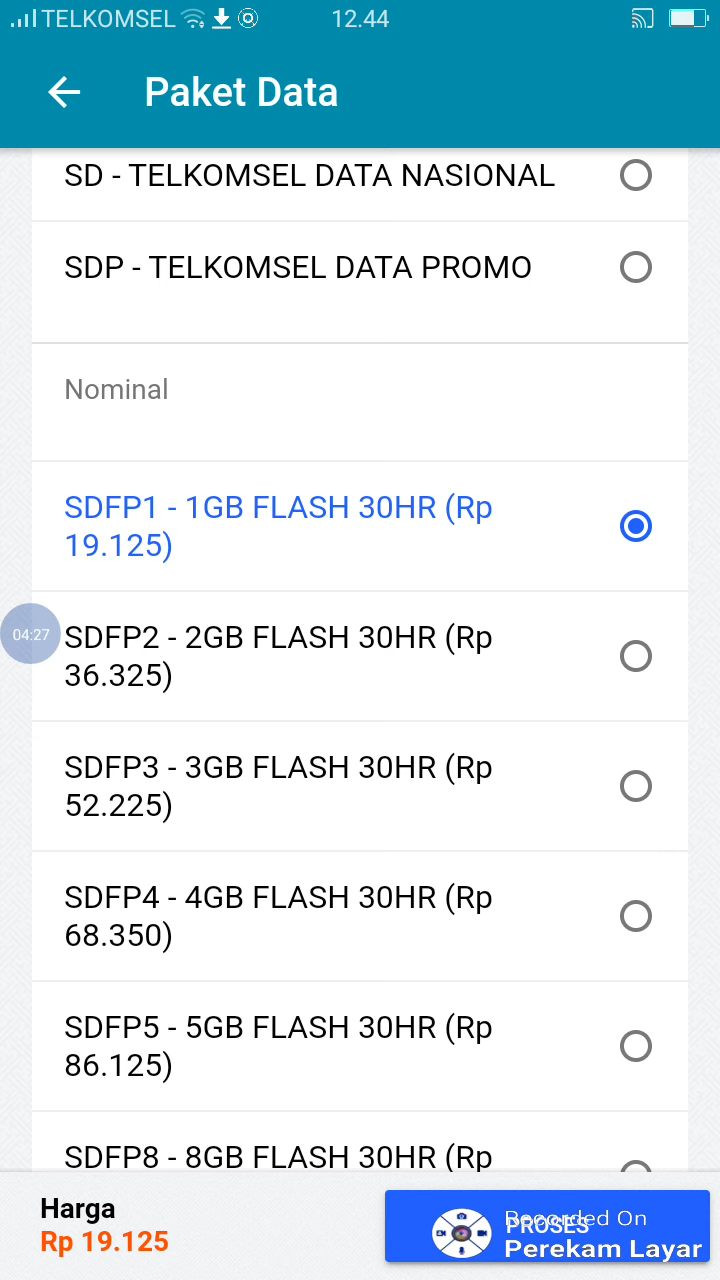 TELKOMSEL 12.44
Paket Data
SD - TELKOMSEL DATA NASIONAL
SDP - TELKOMSEL DATA PROMO
Nominal
SDFP1 - 1GB FLASH 30HR (Rp
19.125)
04:27
SDFP2 - 2GB FLASH 30HR (Rp
36.325)
SDFP3 - 3GB FLASH 30HR (Rp
52.225)
SDFP4 - 4GB FLASH 30HR (Rp
68.350)
SDFP5 - 5GB FLASH 30HR (Rp
86.125)
SDFP8 - 8GB FLASH 30HR (Rp
Harga
Rp 19.125
PROSES
Recorded On
Perekam Layar